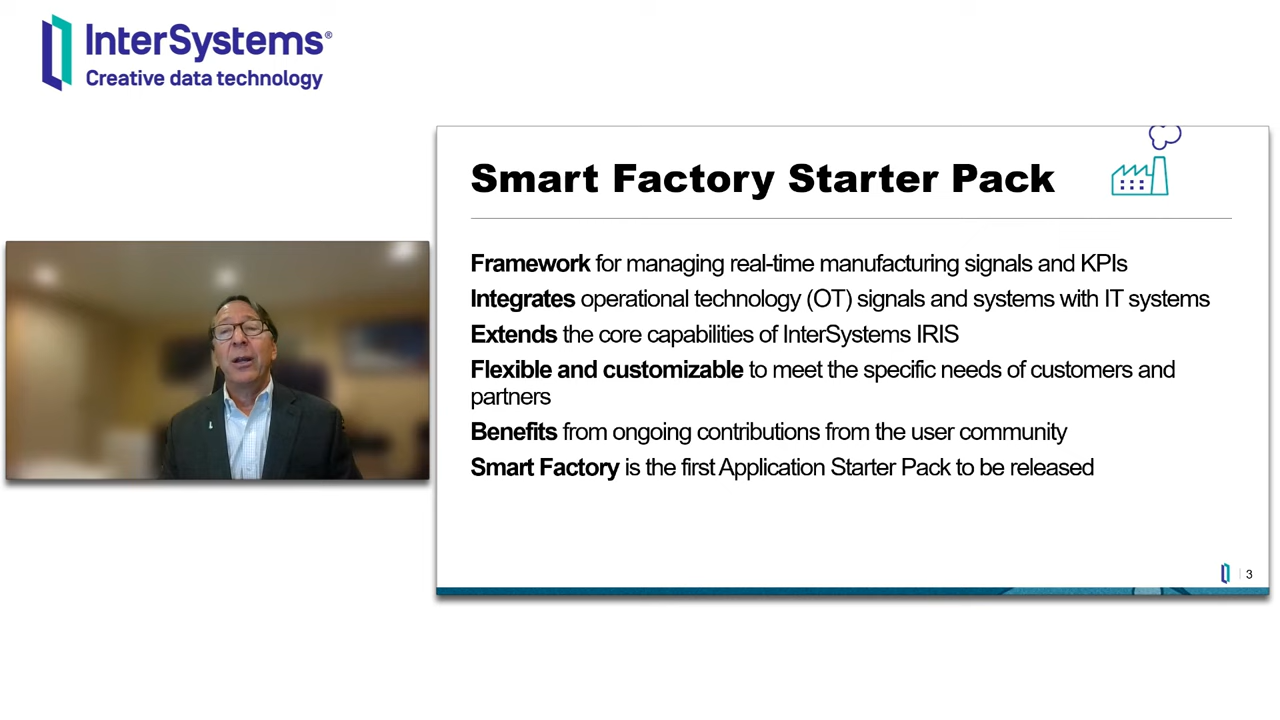 InterSystems®
Creative data technology
Smart Factory Starter Pack
Framework for managing real-time manufacturing signals and KPIs
Integrates operational technology (OT) signals and systems with IT systems
Extends the core capabilities of InterSystems IRIS
Flexible and customizable to meet the specific needs of customers and
partners
Benefits from ongoing contributions from the user community
Smart Factory is the first Application Starter Pack to be released
3